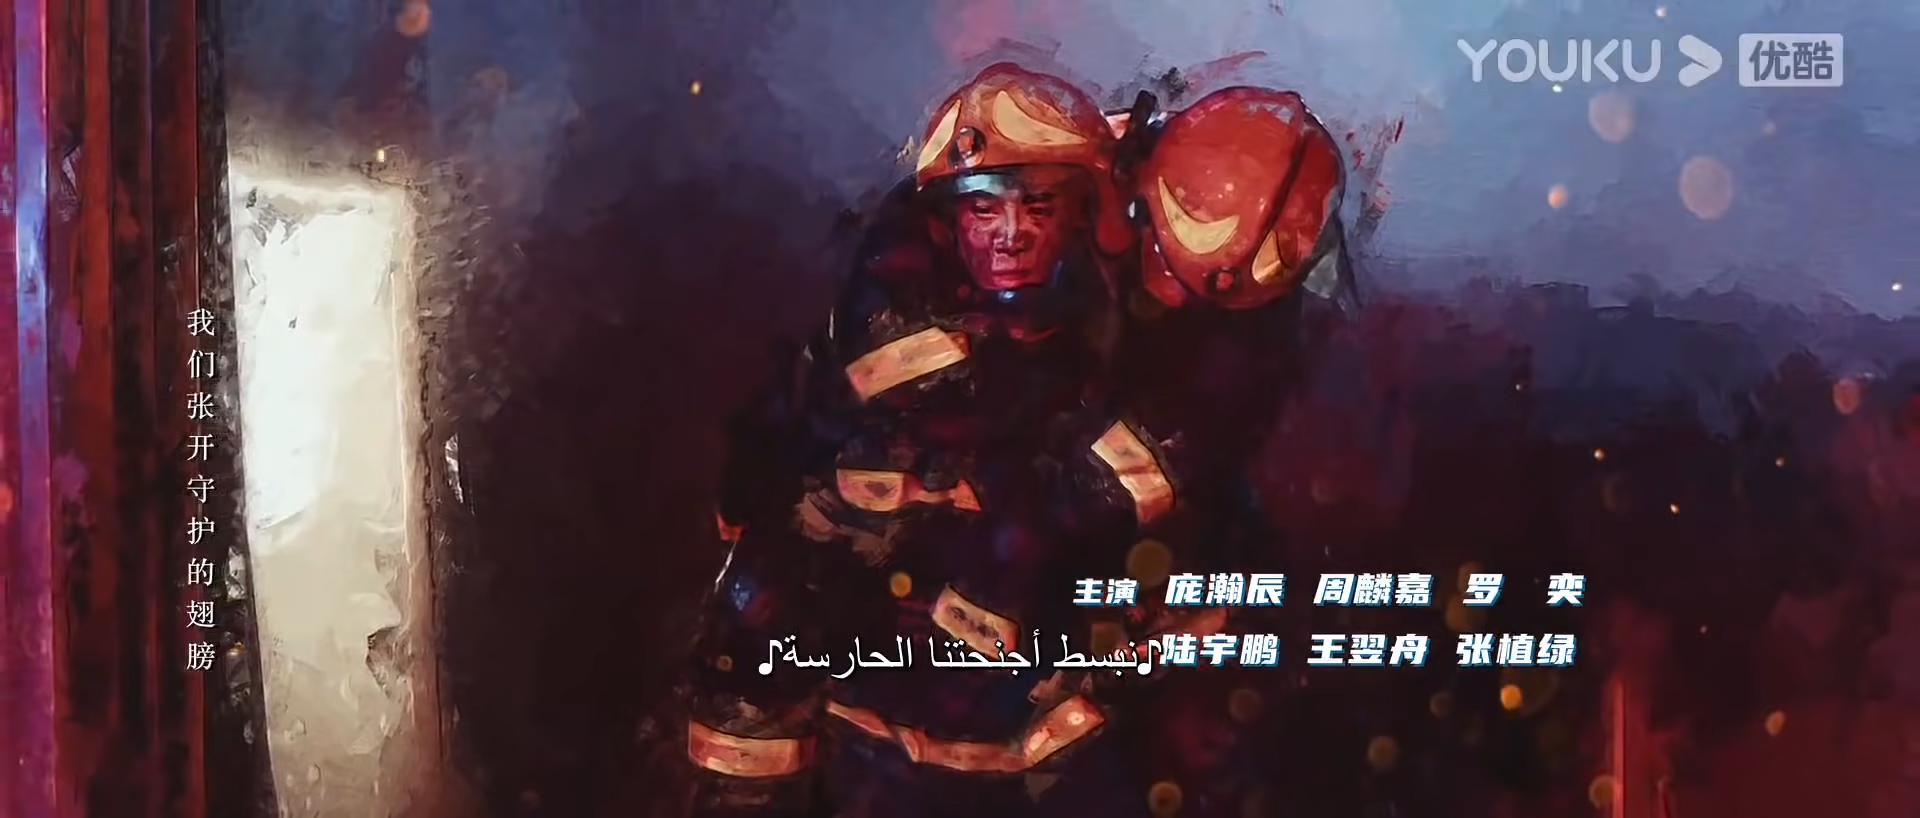 YOUKU 优酷
我们张开守护的翅膀
主演 庞瀚辰 周麟嘉 罗 奕
陆宇鹏 王翌舟 张植绿
♪نبسط أجنحتنا الحارسة♪